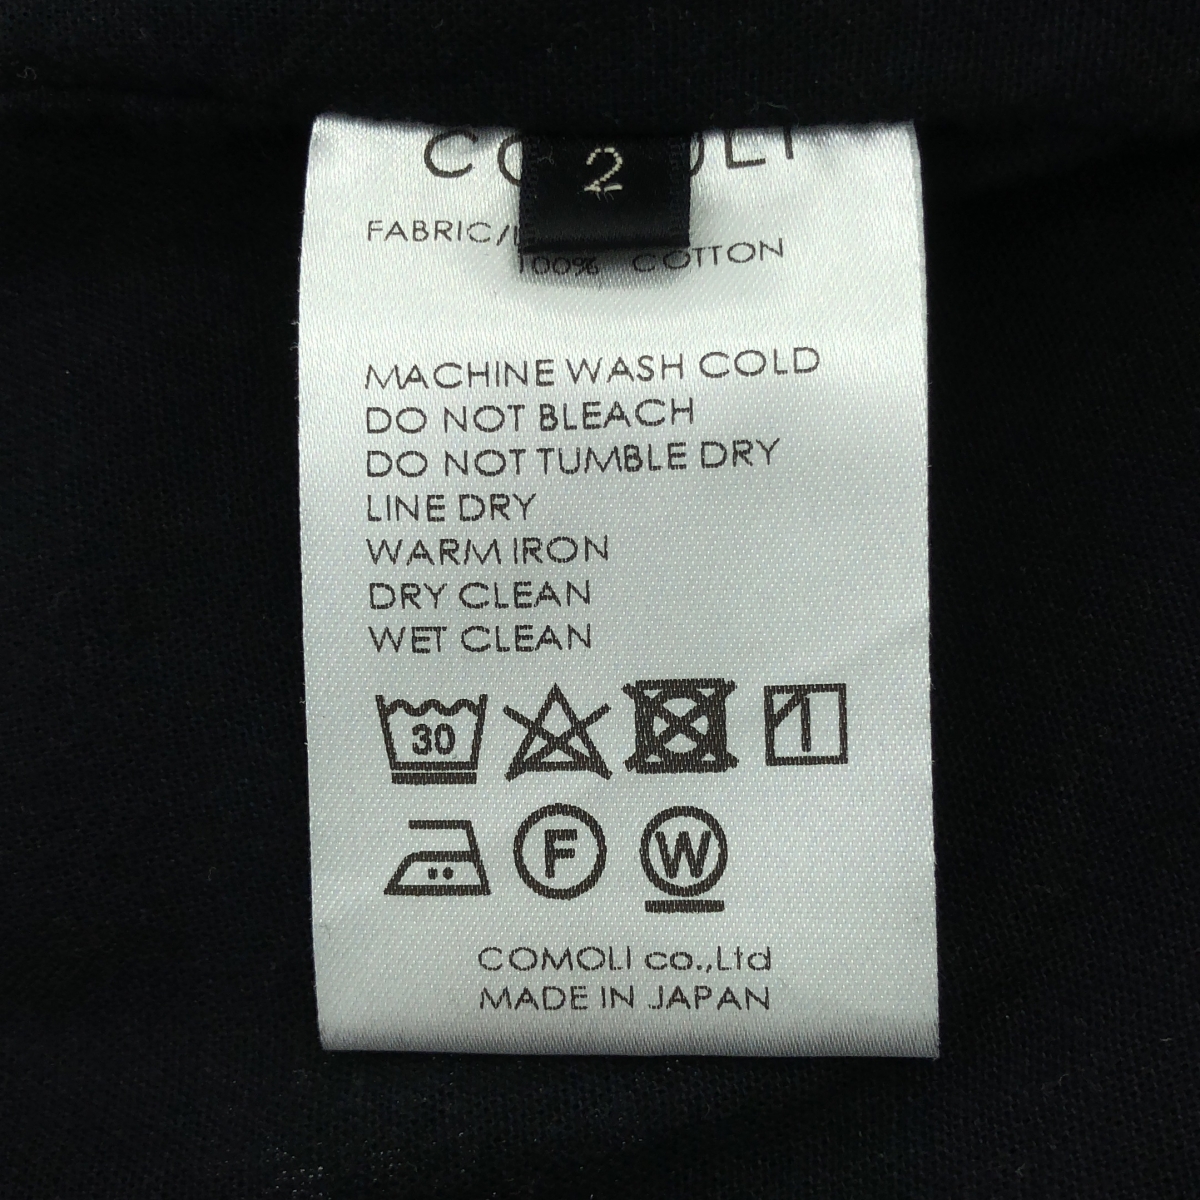 2
100% COTTON
MACHINE WASH COLD
DO NOT BLEACH
DO NOT TUMBLE DRY
LINE DRY
WARM IRON
DRY CLEAN
WET CLEAN
30
F W
COMOLI co.,Ltd
MADE IN JAPAN